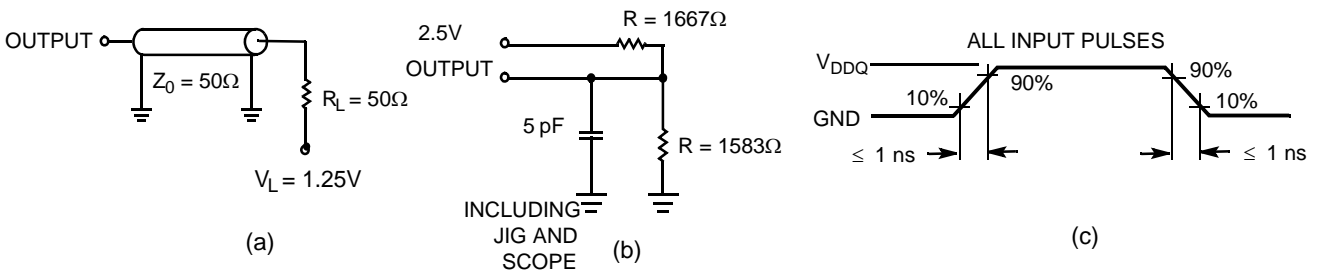 OUTPUT
Z0 = 50Ω
RL = 50Ω
VL = 1.25V
(a)
R = 1667Ω
2.5V
OUTPUT
5 pF
R = 1583Ω
INCLUDING
JIG AND
SCOPE
(b)
ALL INPUT PULSES
VDDQ
GND
10%
90%
90%
10%
≤ 1 ns
≤ 1 ns
(c)